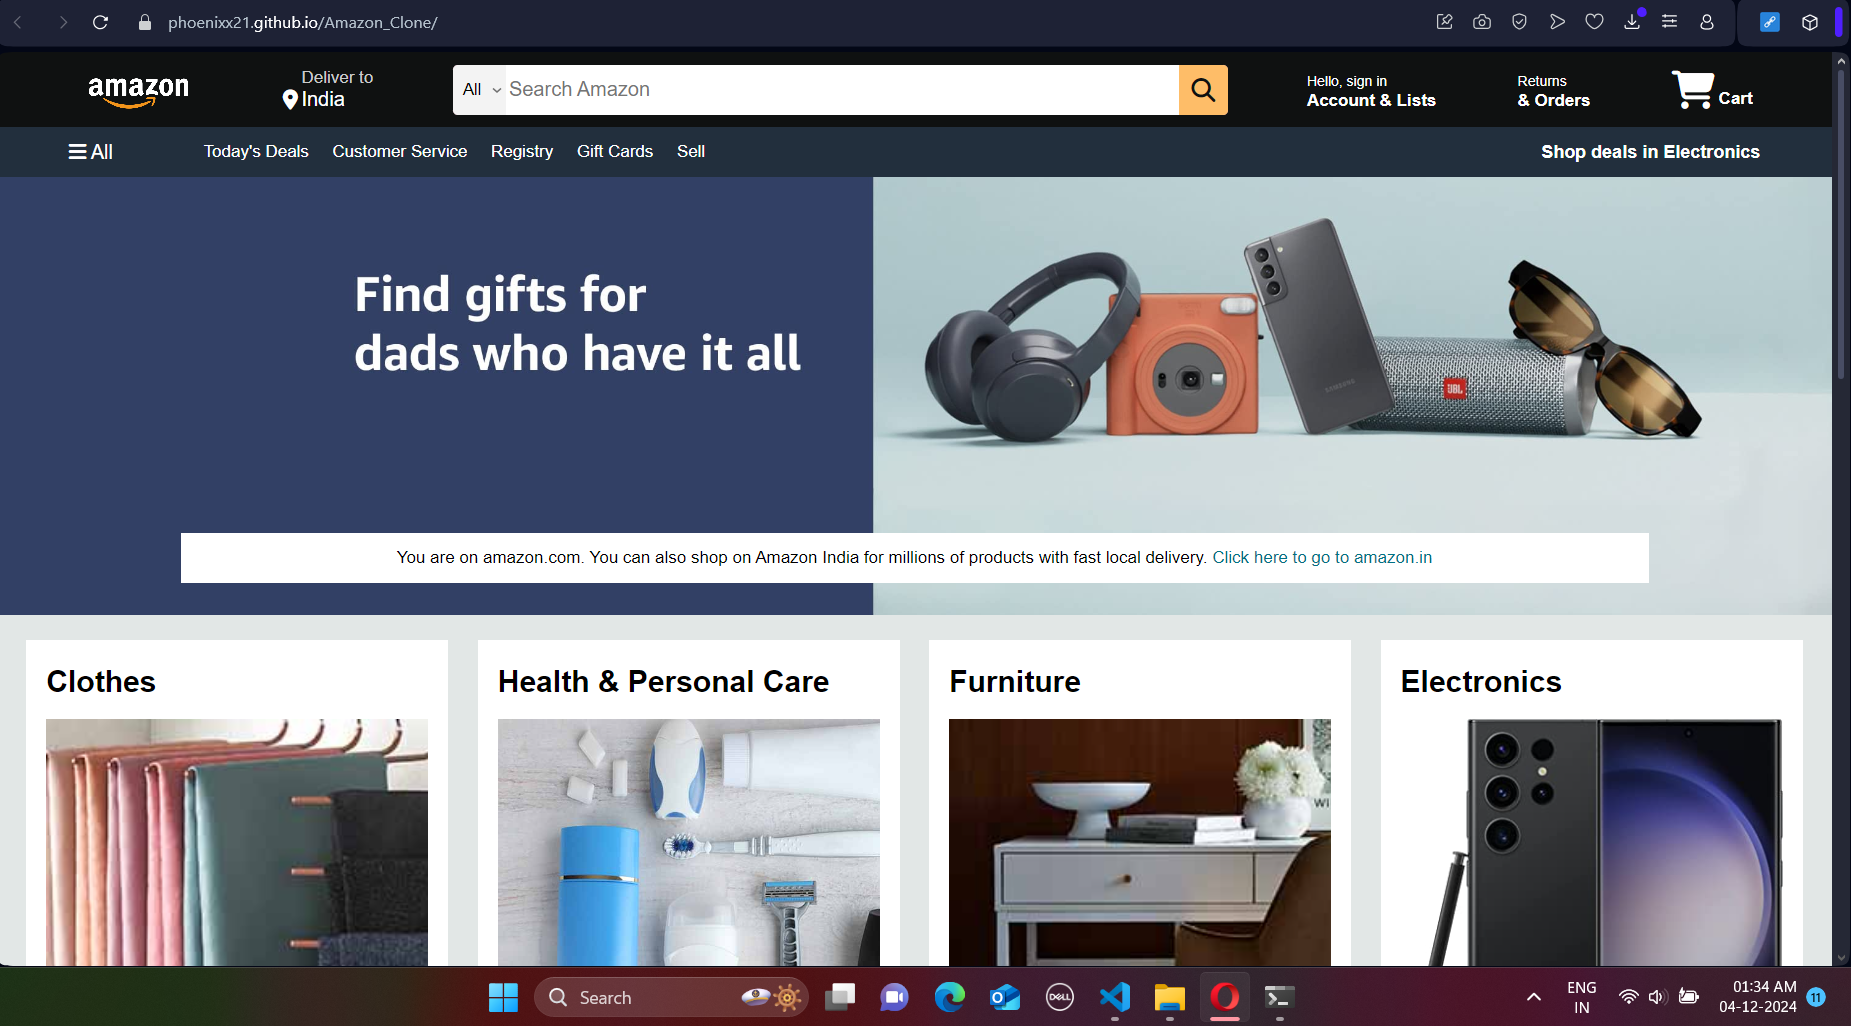 phoenixx21.github.io/Amazon_Clone/
amazon
Deliver to
India
All
Search Amazon
Hello, sign in
Account & Lists
Returns
& Orders
Cart
All
Today's Deals
Customer Service
Registry
Gift Cards
Sell
Shop deals in Electronics
Find gifts for
dads who have it all
SAMSUNG
JBL
You are on amazon.com. You can also shop on Amazon India for millions of products with fast local delivery. Click here to go to amazon.in
Clothes
Health & Personal Care
Furniture
Electronics
WI
Search
DELL
ENG
IN
01:34 AM
04-12-2024
11